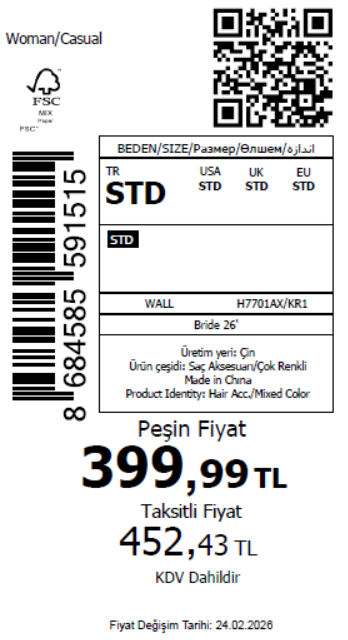 Woman/Casual
FSC
MIX
Paper
FSC™
BEDEN/SIZE/Размер/Өлшем/اندازه
TR USA UK EU
STD STD STD STD
STD
WALL H7701AX/KR1
Bride 26'
Üretim yeri: Çin
Ürün çeşidi: Saç Aksesuarı/Çok Renkli
Made in China
Product Identity: Hair Acc./Mixed Color
8 684585 591515
Peşin Fiyat
399,99 TL
Taksitli Fiyat
452,43 TL
KDV Dahildir
Fiyat Değişim Tarihi: 24.02.2026